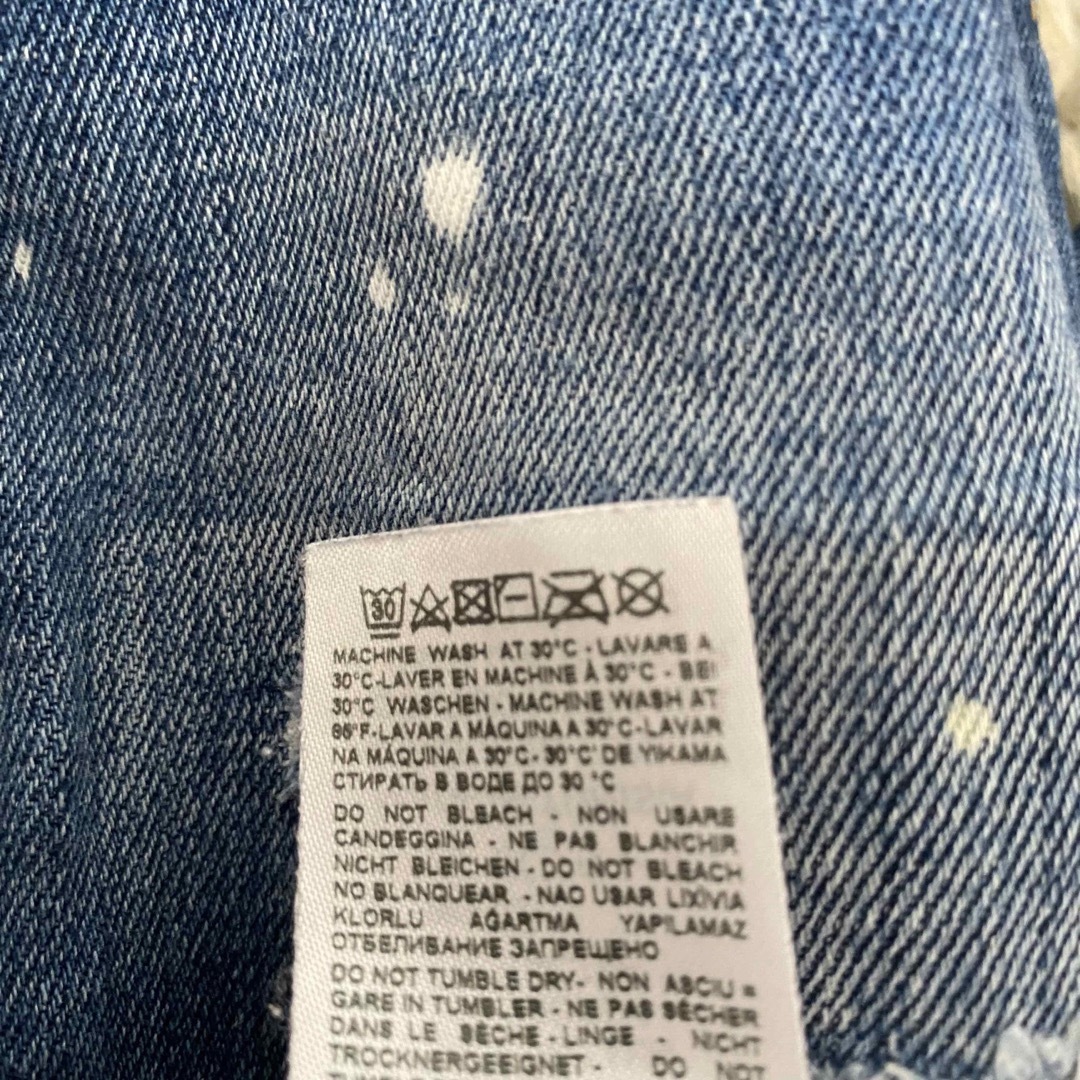 30
MACHINE WASH AT 30°C - LAVARE A
30°C-LAVER EN MACHINE À 30°C - BEI
30°C WASCHEN - MACHINE WASH AT
86°F-LAVAR A MÁQUINA A 30°C-LAVAR
NA MÁQUINA A 30°C- 30°C' DE YIKAMA
СТИРАТЬ В ВОДЕ ДО 30 °C
DO NOT BLEACH - NON USARE
CANDEGGINA - NE PAS BLANCHIR
NICHT BLEICHEN - DO NOT BLEACH
NO BLANQUEAR - NAO USAR LIXÍVIA
KLORLU AĞARTMA YAPILAMAZ
ОТБЕЛИВАНИЕ ЗАПРЕЩЕНО
DO NOT TUMBLE DRY- NON ASCIU =
GARE IN TUMBLER - NE PAS SÉCHER
DANS LE SÈCHE - LINGE - NICHT
TROCKNERGEEIGNET - DO NOT